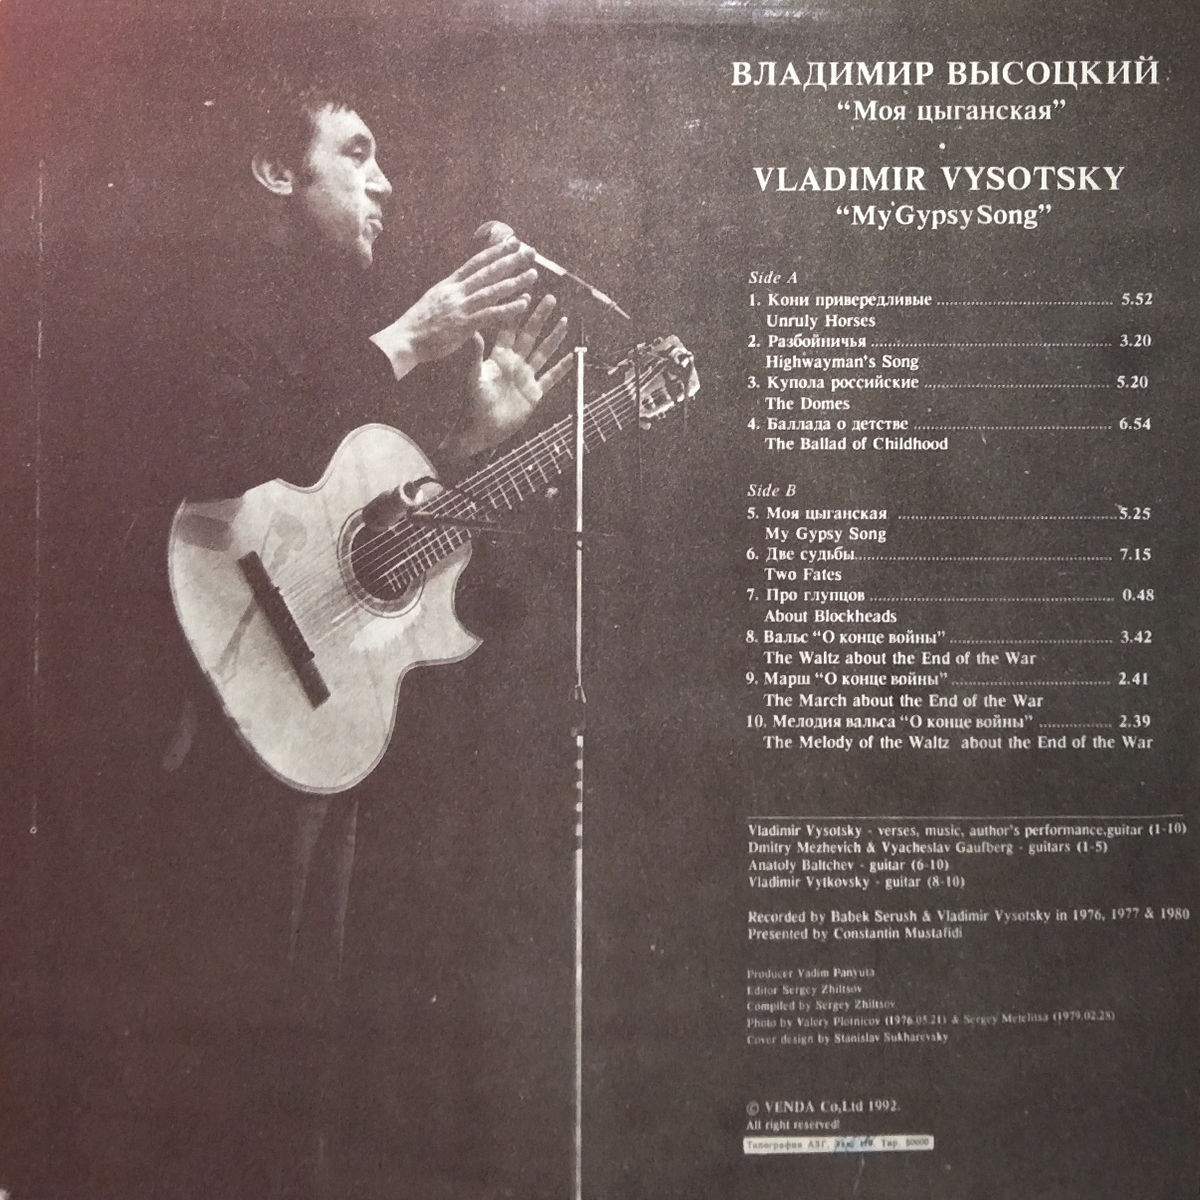 ВЛАДИМИР ВЫСОЦКИЙ
“Моя цыганская”
VLADIMIR VYSOTSKY
“My Gypsy Song”
Side A
1. Кони привередливые ........ 5.52
Unruly Horses
2. Разбойничья ........ 3.20
Highwayman's Song
3. Купола российские ........ 5.20
The Domes
4. Баллада о детстве ........ 6.54
The Ballad of Childhood
Side B
5. Моя цыганская ........ 5.25
My Gypsy Song
6. Две судьбы ........ 7.15
Two Fates
7. Про глупцов ........ 0.48
About Blockheads
8. Вальс “О конце войны” ........ 3.42
The Waltz about the End of the War
9. Марш “О конце войны” ........ 2.41
The March about the End of the War
10. Мелодия вальса “О конце войны” ........ 2.39
The Melody of the Waltz about the End of the War
Vladimir Vysotsky - verses, music, author's performance,guitar (1-10)
Dmitry Mezhevich & Vyacheslav Gaufberg - guitars (1-5)
Anatoly Baltchev - guitar (6-10)
Vladimir Vytkovsky - guitar (8-10)
Recorded by Babek Serush & Vladimir Vysotsky in 1976, 1977 & 1980
Presented by Constantin Mustafidi
Producer Vadim Panyuta
Editor Sergey Zhiltsov
Compiled by Sergey Zhiltsov
Photo by Valery Plotnicov (1976.05.21) & Sergey Metelitsa (1979.02.28)
Cover design by Stanislav Sukharevsky
© VENDA Co,Ltd 1992.
All right reserved!
Типография АЗГ. Тир. 50000